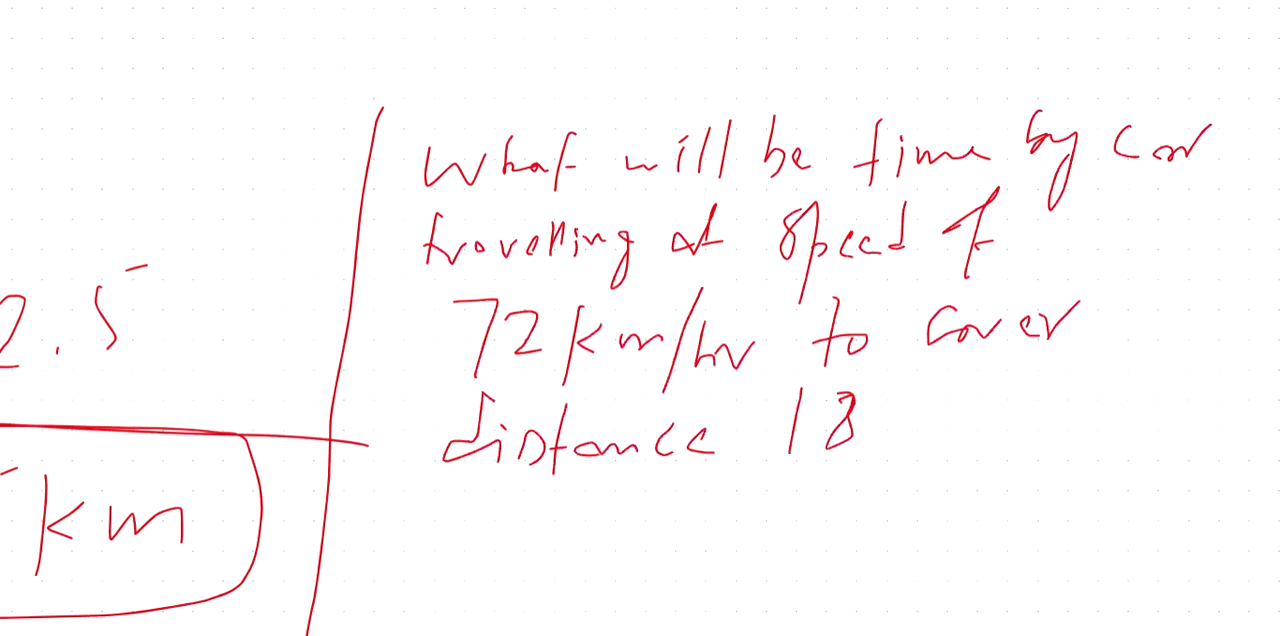 What will be time by car
travelling at speed of
72 km/hr to cover
distance 18
2.5
km